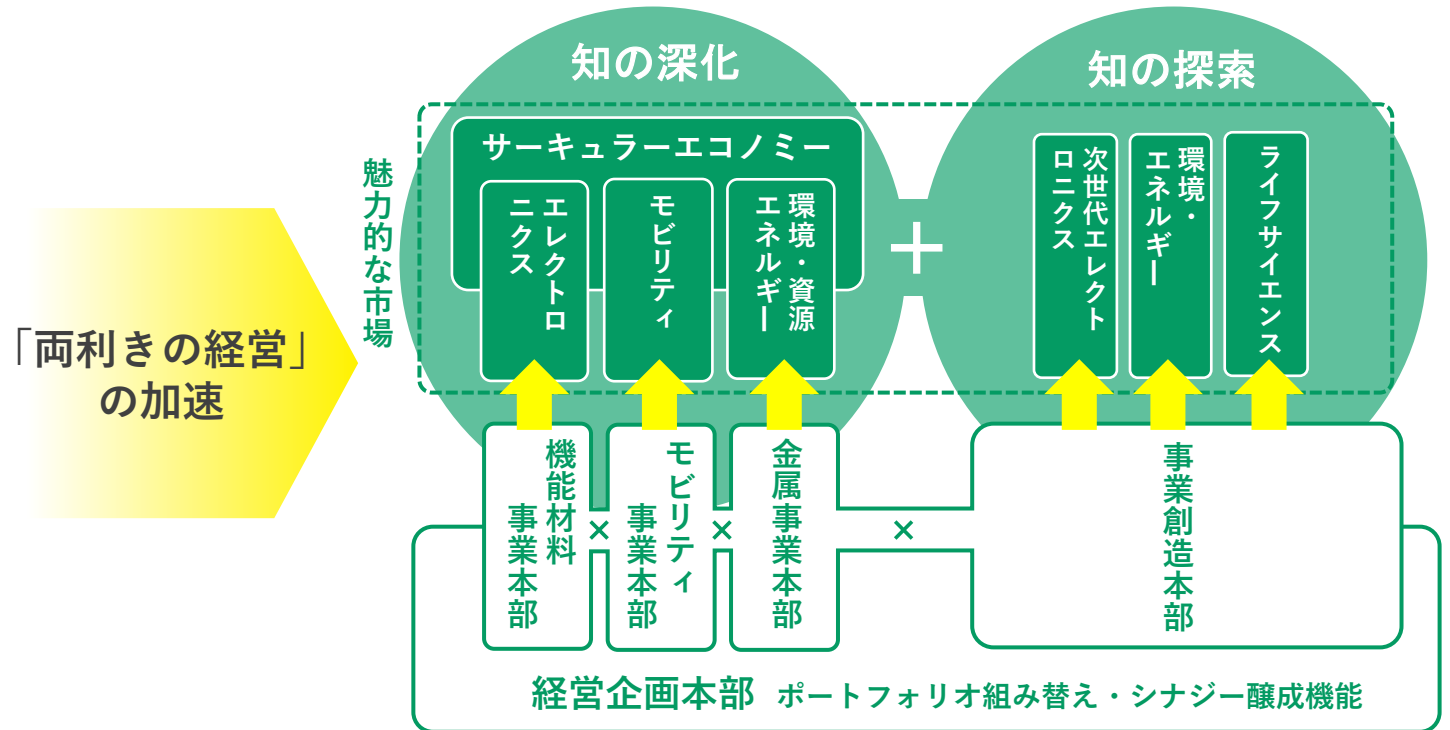 「両利きの経営」
の加速
魅力的な市場
知の深化
サーキュラーエコノミー
エレクトロ
ニクス
モビリティ
環境・資源
エネルギー
＋
知の探索
次世代エレクト
ロニクス
環境・
エネルギー
ライフサイエンス
機能材料
事業本部
×
モビリティ
事業本部
×
金属事業本部
×
事業創造本部
経営企画本部 ポートフォリオ組み替え・シナジー醸成機能